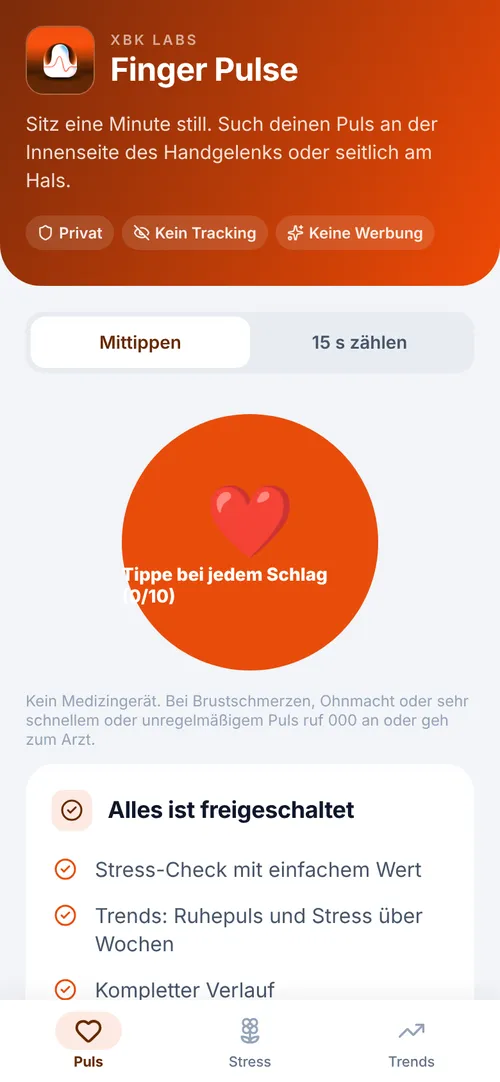 XBK LABS
Finger Pulse
Sitz eine Minute still. Such deinen Puls an der
Innenseite des Handgelenks oder seitlich am
Hals.
Privat
Kein Tracking
Keine Werbung
Mittippen
15 s zählen
Tippe bei jedem Schlag
(0/10)
Kein Medizingerät. Bei Brustschmerzen, Ohnmacht oder sehr
schnellem oder unregelmäßigem Puls ruf 000 an oder geh
zum Arzt.
Alles ist freigeschaltet
Stress-Check mit einfachem Wert
Trends: Ruhepuls und Stress über
Wochen
Kompletter Verlauf
Puls
Stress
Trends